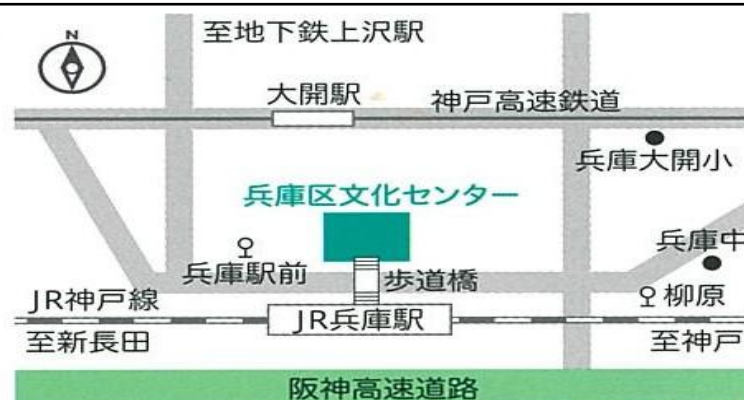 N
至地下鉄上沢駅
大開駅
神戸高速鉄道
兵庫大開小
兵庫区文化センター
兵庫中
兵庫駅前
歩道橋
柳原
JR神戸線
JR兵庫駅
至新長田
至神戸
阪神高速道路